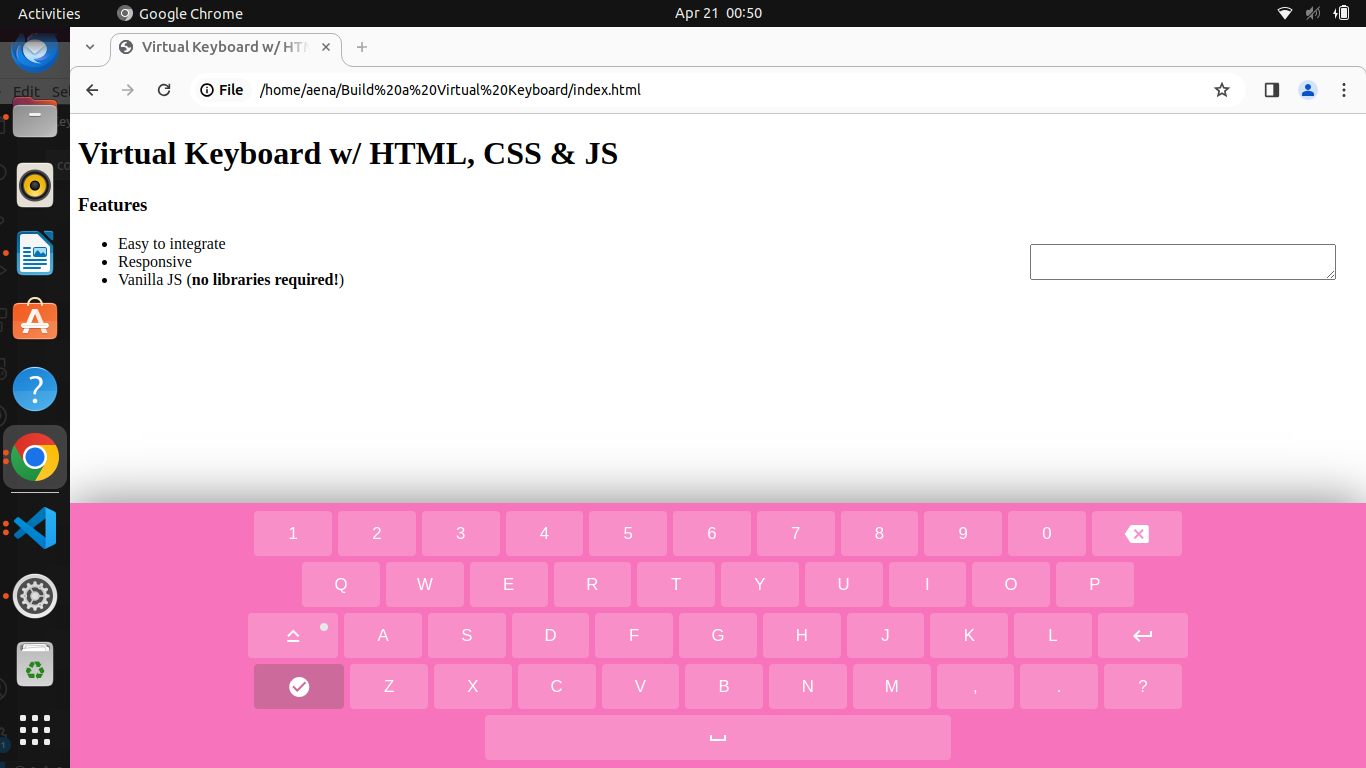 Activities Google Chrome Apr 21 00:50
Virtual Keyboard w/ HTM
File /home/aena/Build%20a%20Virtual%20Keyboard/index.html
Edit
Virtual Keyboard w/ HTML, CSS & JS
Features
• Easy to integrate
• Responsive
• Vanilla JS (no libraries required!)
1 2 3 4 5 6 7 8 9 0
Q W E R T Y U I O P
A S D F G H J K L
Z X C V B N M , . ?